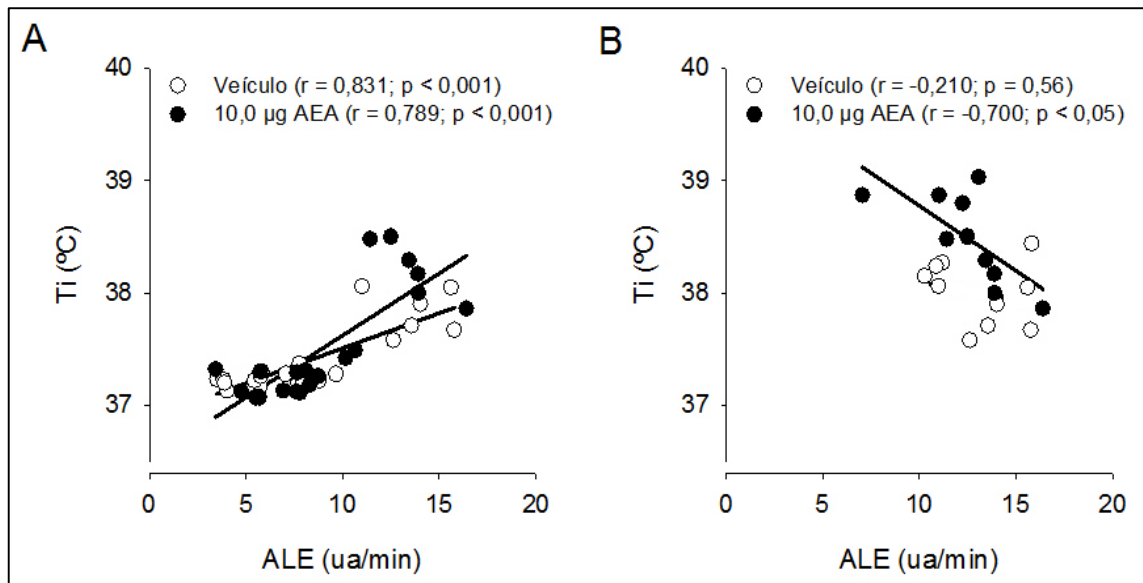 A
Veículo (r = 0,831; p < 0,001)
10,0 µg AEA (r = 0,789; p < 0,001)
40
39
38
37
Ti (ºC)
0 5 10 15 20
ALE (ua/min)
B
Veículo (r = -0,210; p = 0,56)
10,0 µg AEA (r = -0,700; p < 0,05)
40
39
38
37
Ti (ºC)
0 5 10 15 20
ALE (ua/min)